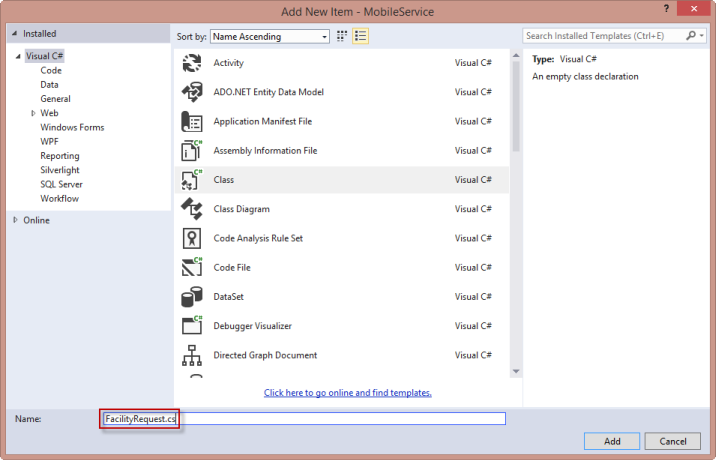 Add New Item - MobileService
?
Installed
Sort by: Name Ascending
Search Installed Templates (Ctrl+E)
Visual C#
Code
Data
General
Web
Windows Forms
WPF
Reporting
Silverlight
SQL Server
Workflow
Online
Activity Visual C#
ADO.NET Entity Data Model Visual C#
Application Manifest File Visual C#
Assembly Information File Visual C#
Class Visual C#
Class Diagram Visual C#
Code Analysis Rule Set Visual C#
Code File Visual C#
DataSet Visual C#
Debugger Visualizer Visual C#
Directed Graph Document Visual C#
Click here to go online and find templates.
Type: Visual C#
An empty class declaration
Name: FacilityRequest.cs
Add Cancel